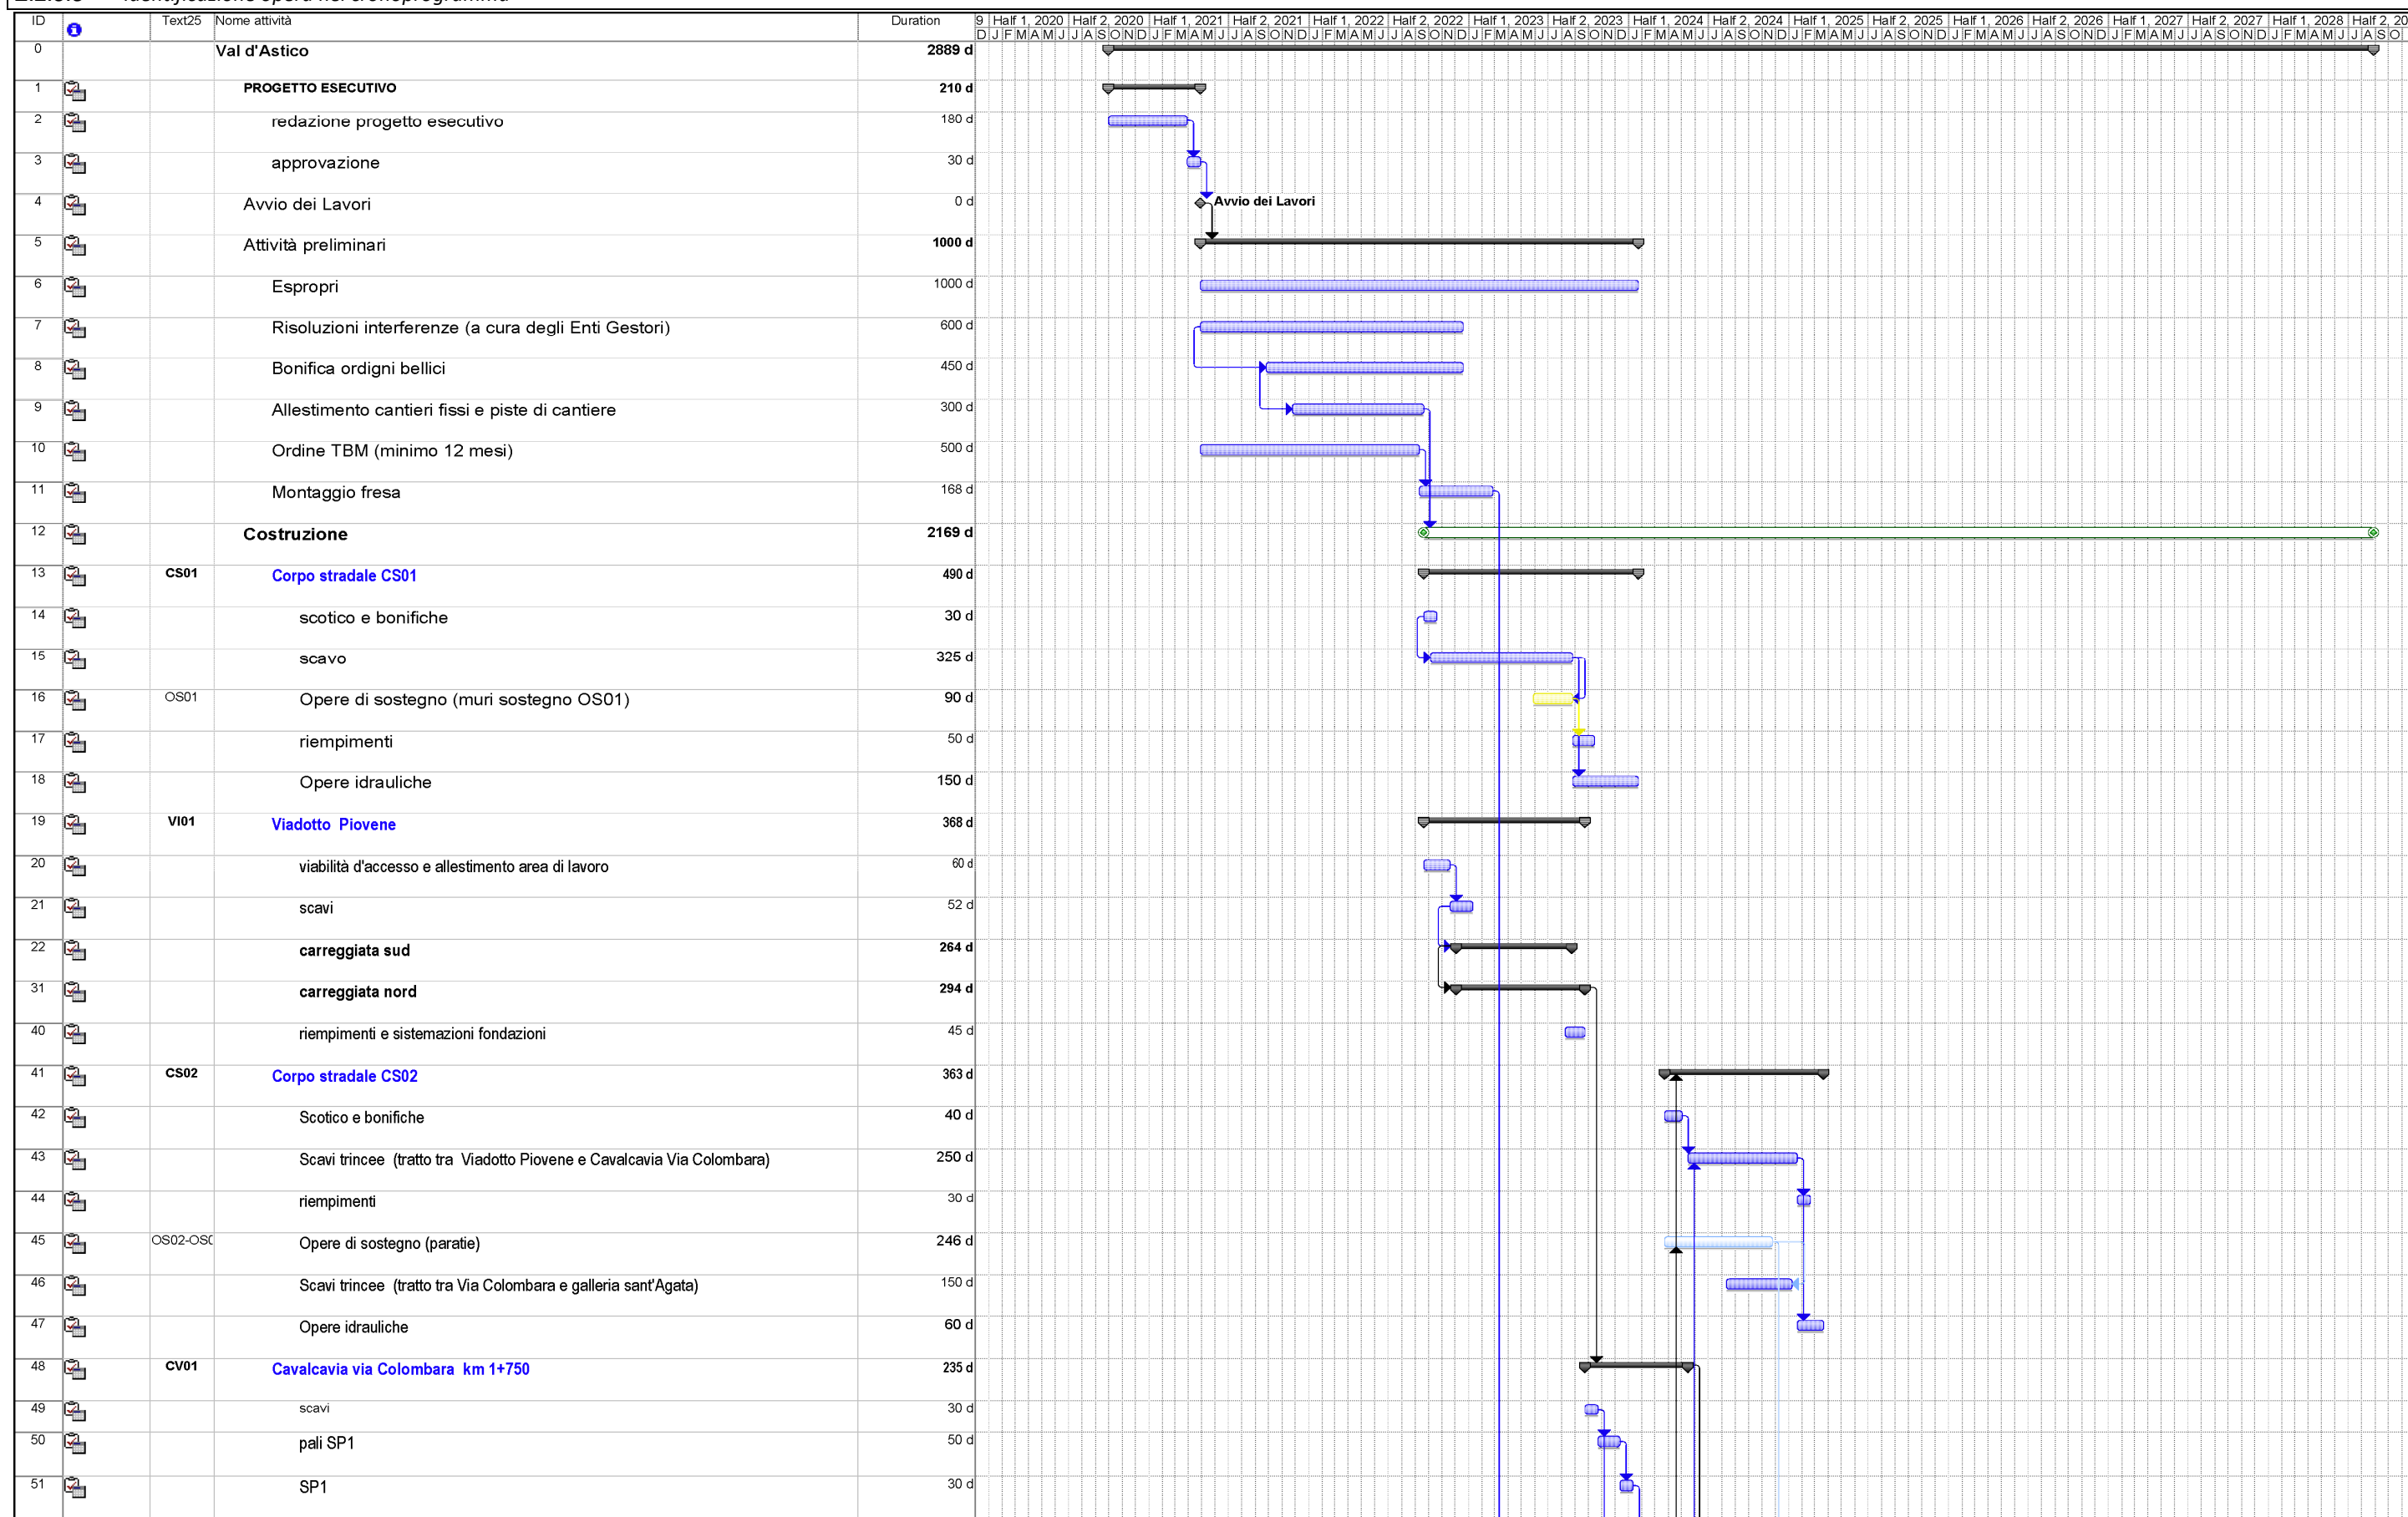 ID Text25 Nome attività Duration 9 Half 1, 2020 Half 2, 2020 Half 1, 2021 Half 2, 2021 Half 1, 2022 Half 2, 2022 Half 1, 2023 Half 2, 2023 Half 1, 2024 Half 2, 2024 Half 1, 2025 Half 2, 2025 Half 1, 2026 Half 2, 2026 Half 1, 2027 Half 2, 2027 Half 1, 2028 Half 2, 20
D J F M A M J J A S O N D J F M A M J J A S O N D J F M A M J J A S O N D J F M A M J J A S O N D J F M A M J J A S O N D J F M A M J J A S O N D J F M A M J J A S O N D J F M A M J J A S O N D J F M A M J J A S O
0 Val d'Astico 2889 d
1 PROGETTO ESECUTIVO 210 d
2 redazione progetto esecutivo 180 d
3 approvazione 30 d
4 Avvio dei Lavori 0 d Avvio dei Lavori
5 Attività preliminari 1000 d
6 Espropri 1000 d
7 Risoluzioni interferenze (a cura degli Enti Gestori) 600 d
8 Bonifica ordigni bellici 450 d
9 Allestimento cantieri fissi e piste di cantiere 300 d
10 Ordine TBM (minimo 12 mesi) 500 d
11 Montaggio fresa 168 d
12 Costruzione 2169 d
13 CS01 Corpo stradale CS01 490 d
14 scotico e bonifiche 30 d
15 scavo 325 d
16 OS01 Opere di sostegno (muri sostegno OS01) 90 d
17 riempimenti 50 d
18 Opere idrauliche 150 d
19 VI01 Viadotto Piovene 368 d
20 viabilità d'accesso e allestimento area di lavoro 60 d
21 scavi 52 d
22 carreggiata sud 264 d
31 carreggiata nord 294 d
40 riempimenti e sistemazioni fondazioni 45 d
41 CS02 Corpo stradale CS02 363 d
42 Scotico e bonifiche 40 d
43 Scavi trincee (tratto tra Viadotto Piovene e Cavalcavia Via Colombara) 250 d
44 riempimenti 30 d
45 OS02-OS Opere di sostegno (paratie) 246 d
46 Scavi trincee (tratto tra Via Colombara e galleria sant'Agata) 150 d
47 Opere idrauliche 60 d
48 CV01 Cavalcavia via Colombara km 1+750 235 d
49 scavi 30 d
50 pali SP1 50 d
51 SP1 30 d